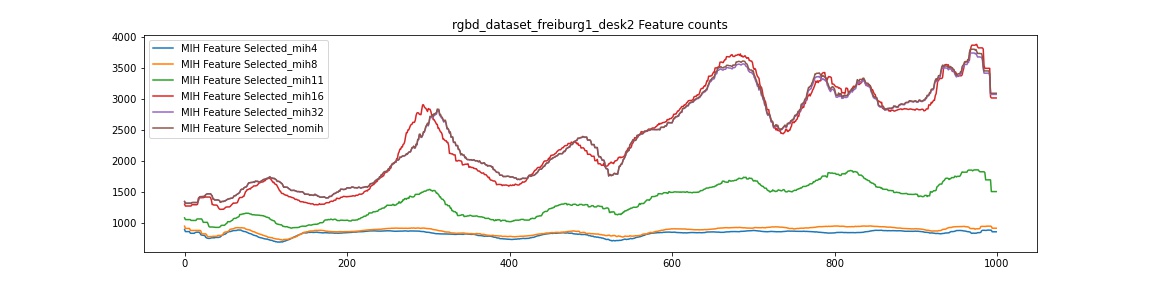 rgbd_dataset_freiburg1_desk2 Feature counts
4000
3500
3000
2500
2000
1500
1000
MIH Feature Selected_mih4
MIH Feature Selected_mih8
MIH Feature Selected_mih11
MIH Feature Selected_mih16
MIH Feature Selected_mih32
MIH Feature Selected_nomih
0 200 400 600 800 1000